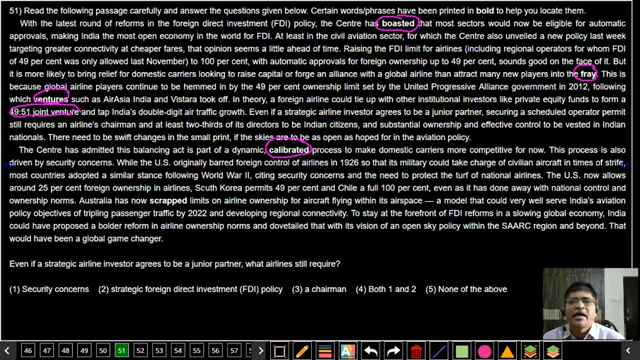 51) Read the following passage carefully and answer the questions given below. Certain words/phrases have been printed in bold to help you locate them.
With the latest round of reforms in the foreign direct investment (FDI) policy, the Centre has boasted that most sectors would now be eligible for automatic
approvals, making India the most open economy in the world for FDI. At least in the civil aviation sector, for which the Centre also unveiled a new policy last week
targeting greater connectivity at cheaper fares, that opinion seems a little ahead of time. Raising the FDI limit for airlines (including regional operators for whom FDI
of 49 per cent was only allowed last November) to 100 per cent, with automatic approvals for foreign ownership up to 49 per cent, sounds good on the face of it. But
it is more likely to bring relief for domestic carriers looking to raise capital or forge an alliance with a global airline than attract many new players into the fray. This is
because global airline players continue to be hemmed in by the 49 per cent ownership limit set by the United Progressive Alliance government in 2012, following
which ventures such as AirAsia India and Vistara took off. In theory, a foreign airline could tie up with other institutional investors like private equity funds to form a
49:51 joint venture and tap India's double-digit air traffic growth. Even if a strategic airline investor agrees to be a junior partner, securing a scheduled operator permit
still requires an airline's chairman and at least two-thirds of its directors to be Indian citizens, and substantial ownership and effective control to be vested in Indian
nationals. There need to be swift changes in the small print, if the skies are to be as open as hoped for in the aviation policy.
The Centre has admitted this balancing act is part of a dynamic, calibrated process to make domestic carriers more competitive for now. This process is also
driven by security concerns. While the U.S. originally barred foreign control of airlines in 1926 so that its military could take charge of civilian aircraft in times of strife,
most countries adopted a similar stance following World War II, citing security concerns and the need to protect the turf of national airlines. The U.S. now allows
around 25 per cent foreign ownership in airlines, South Korea permits 49 per cent and Chile a full 100 per cent, even as it has done away with national control and
ownership norms. Australia has now scrapped limits on airline ownership for aircraft flying within its airspace — a model that could very well serve India's aviation
policy objectives of tripling passenger traffic by 2022 and developing regional connectivity. To stay at the forefront of FDI reforms in a slowing global economy, India
could have proposed a bolder reform in airline ownership norms and dovetailed that with its vision of an open sky policy within the SAARC region and beyond. That
would have been a global game changer.
Even if a strategic airline investor agrees to be a junior partner, what airlines still require?
(1) Security concerns (2) strategic foreign direct investment (FDI) policy (3) a chairman (4) Both 1 and 2 (5) None of the above
46 47 48 49 50 51 52 53 54 55 56 57 58 59 5